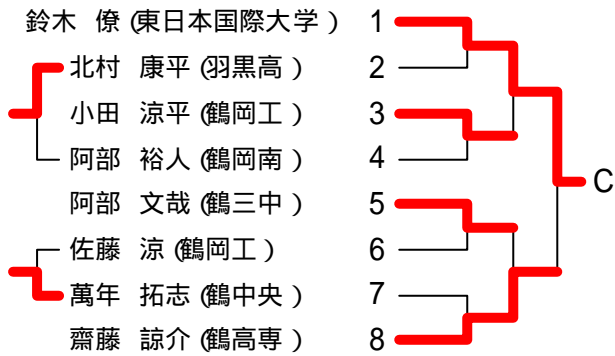 鈴木 僚 (東日本国際大学) 1
北村 康平 (羽黒高) 2
小田 涼平 (鶴岡工) 3
阿部 裕人 (鶴岡南) 4
C
阿部 文哉 (鶴三中) 5
佐藤 涼 (鶴岡工) 6
萬年 拓志 (鶴中央) 7
齋藤 諒介 (鶴高専) 8